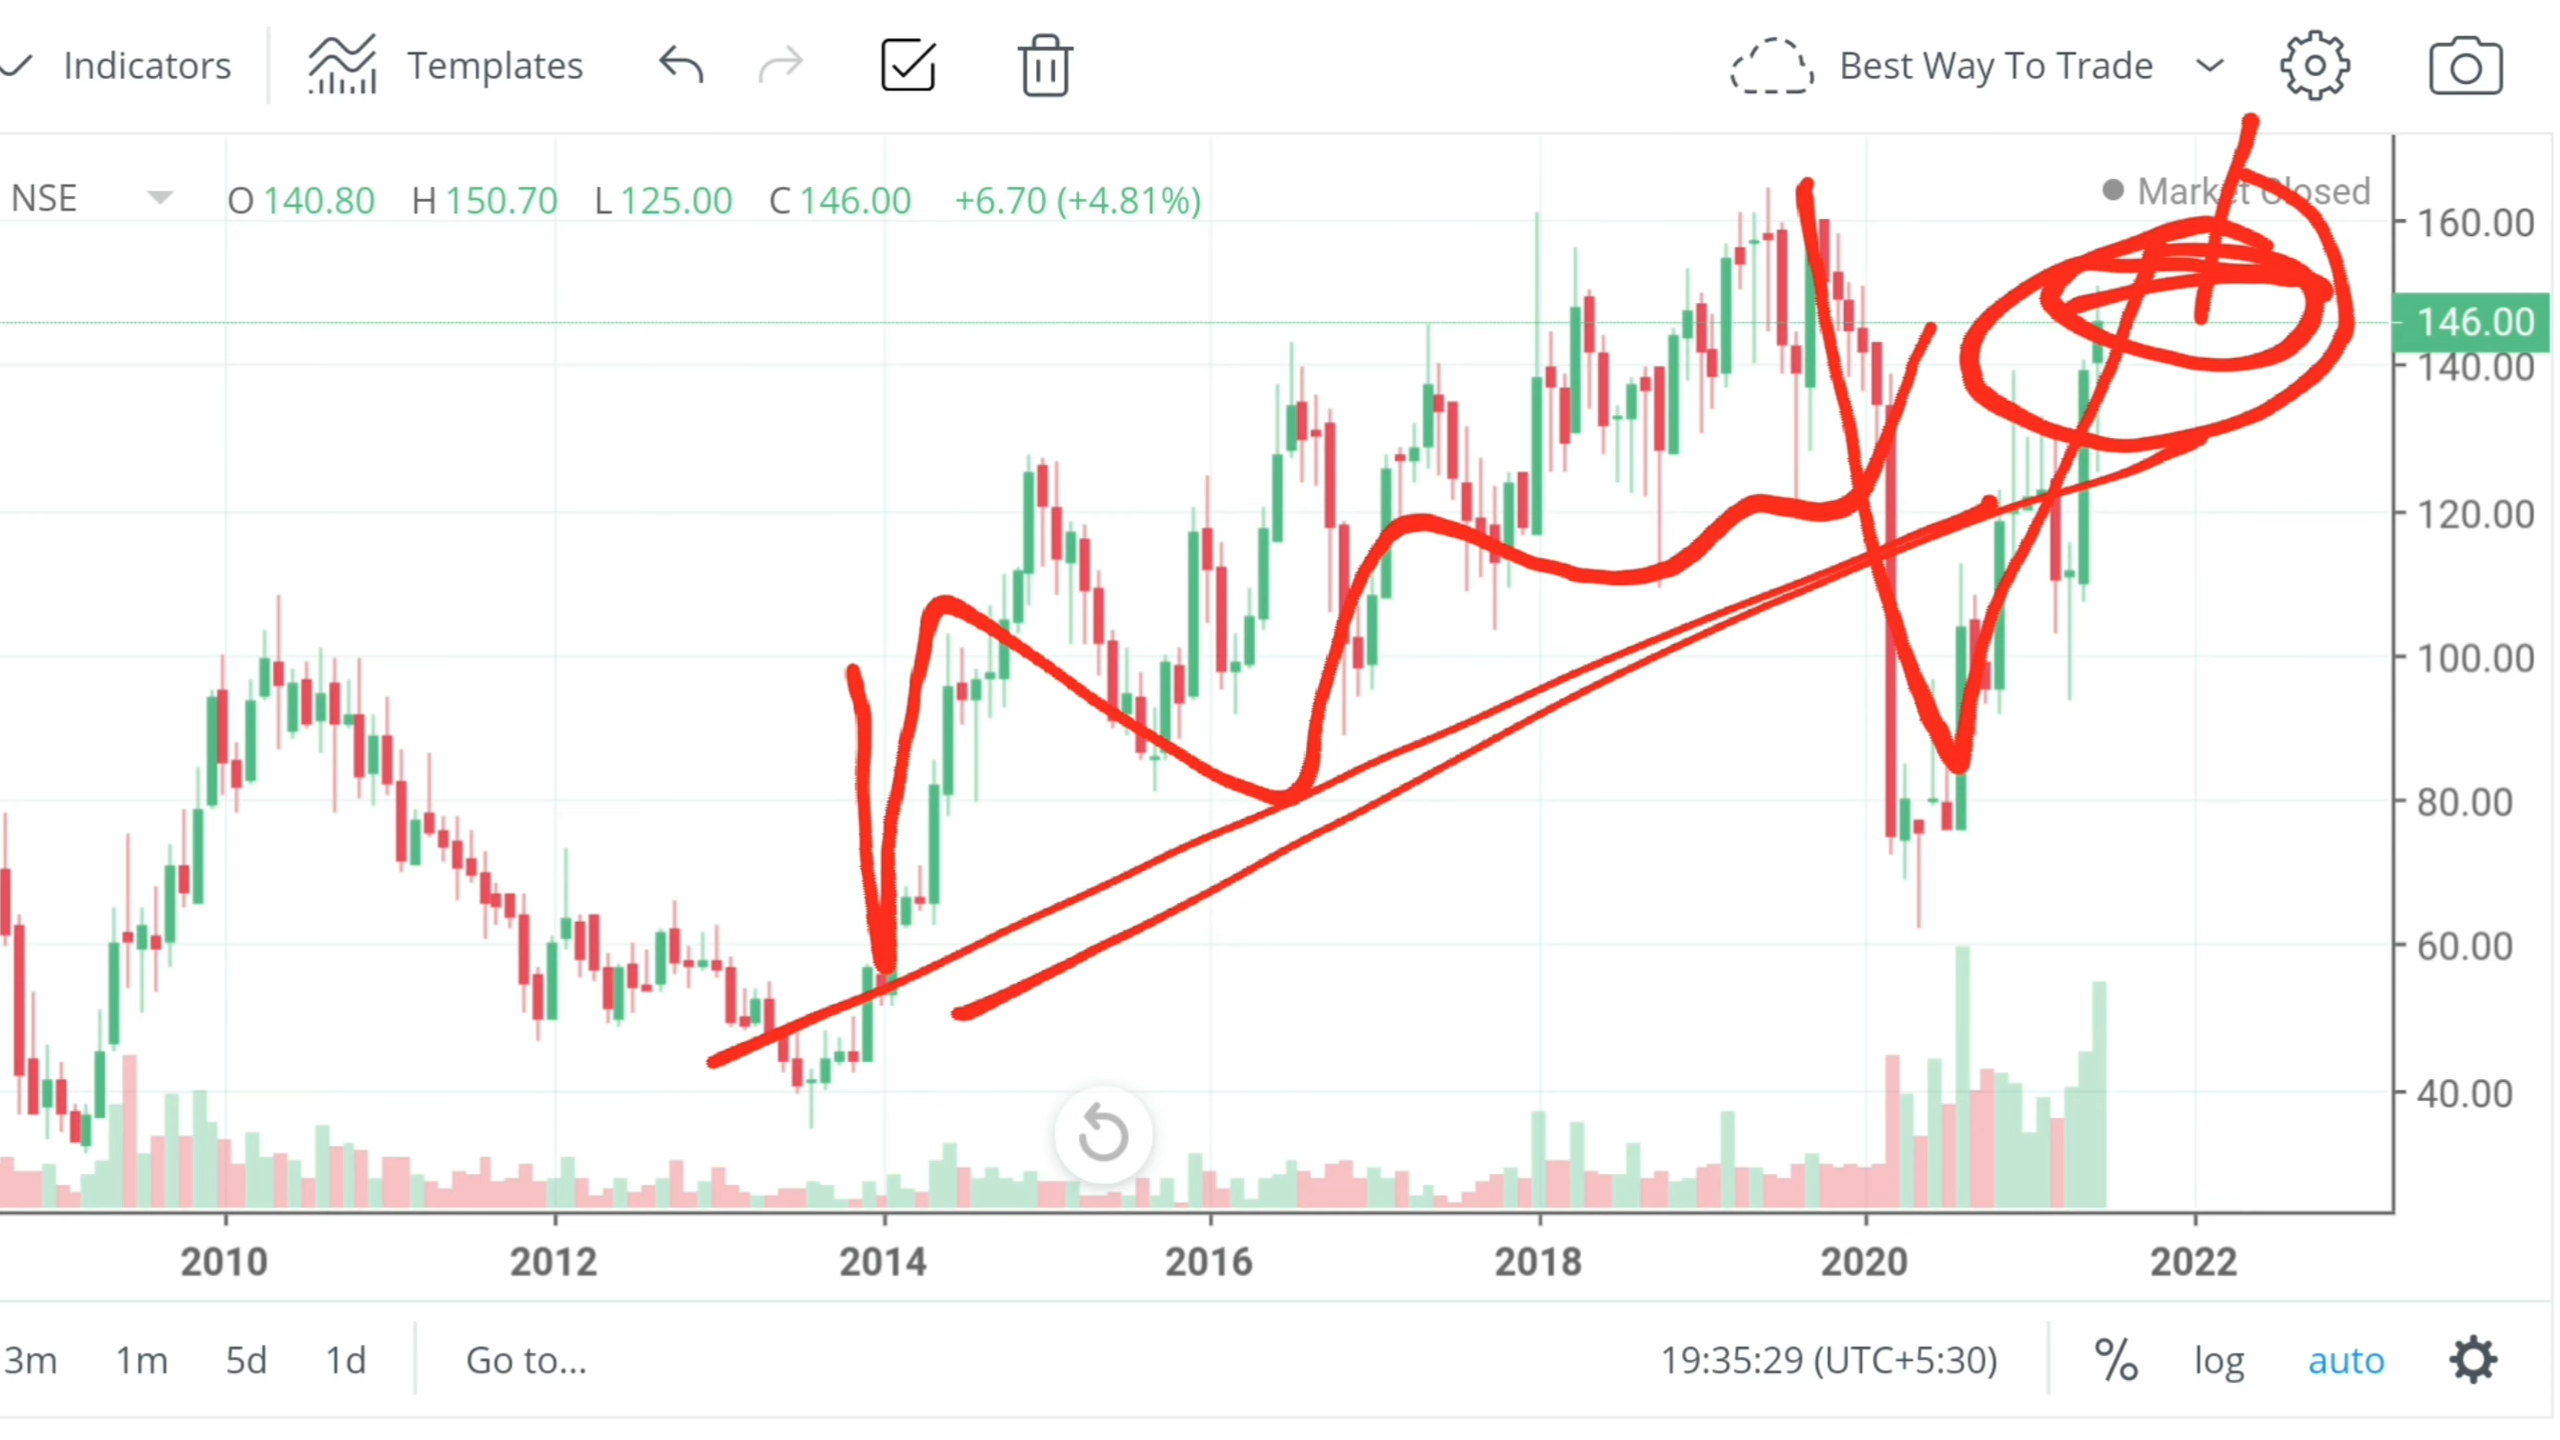 Indicators Templates Best Way To Trade
NSE O 140.80 H 150.70 L 125.00 C 146.00 +6.70 (+4.81%) Market Closed
160.00
146.00
140.00
120.00
100.00
80.00
60.00
40.00
2010 2012 2014 2016 2018 2020 2022
3m 1m 5d 1d Go to... 19:35:29 (UTC+5:30) % log auto